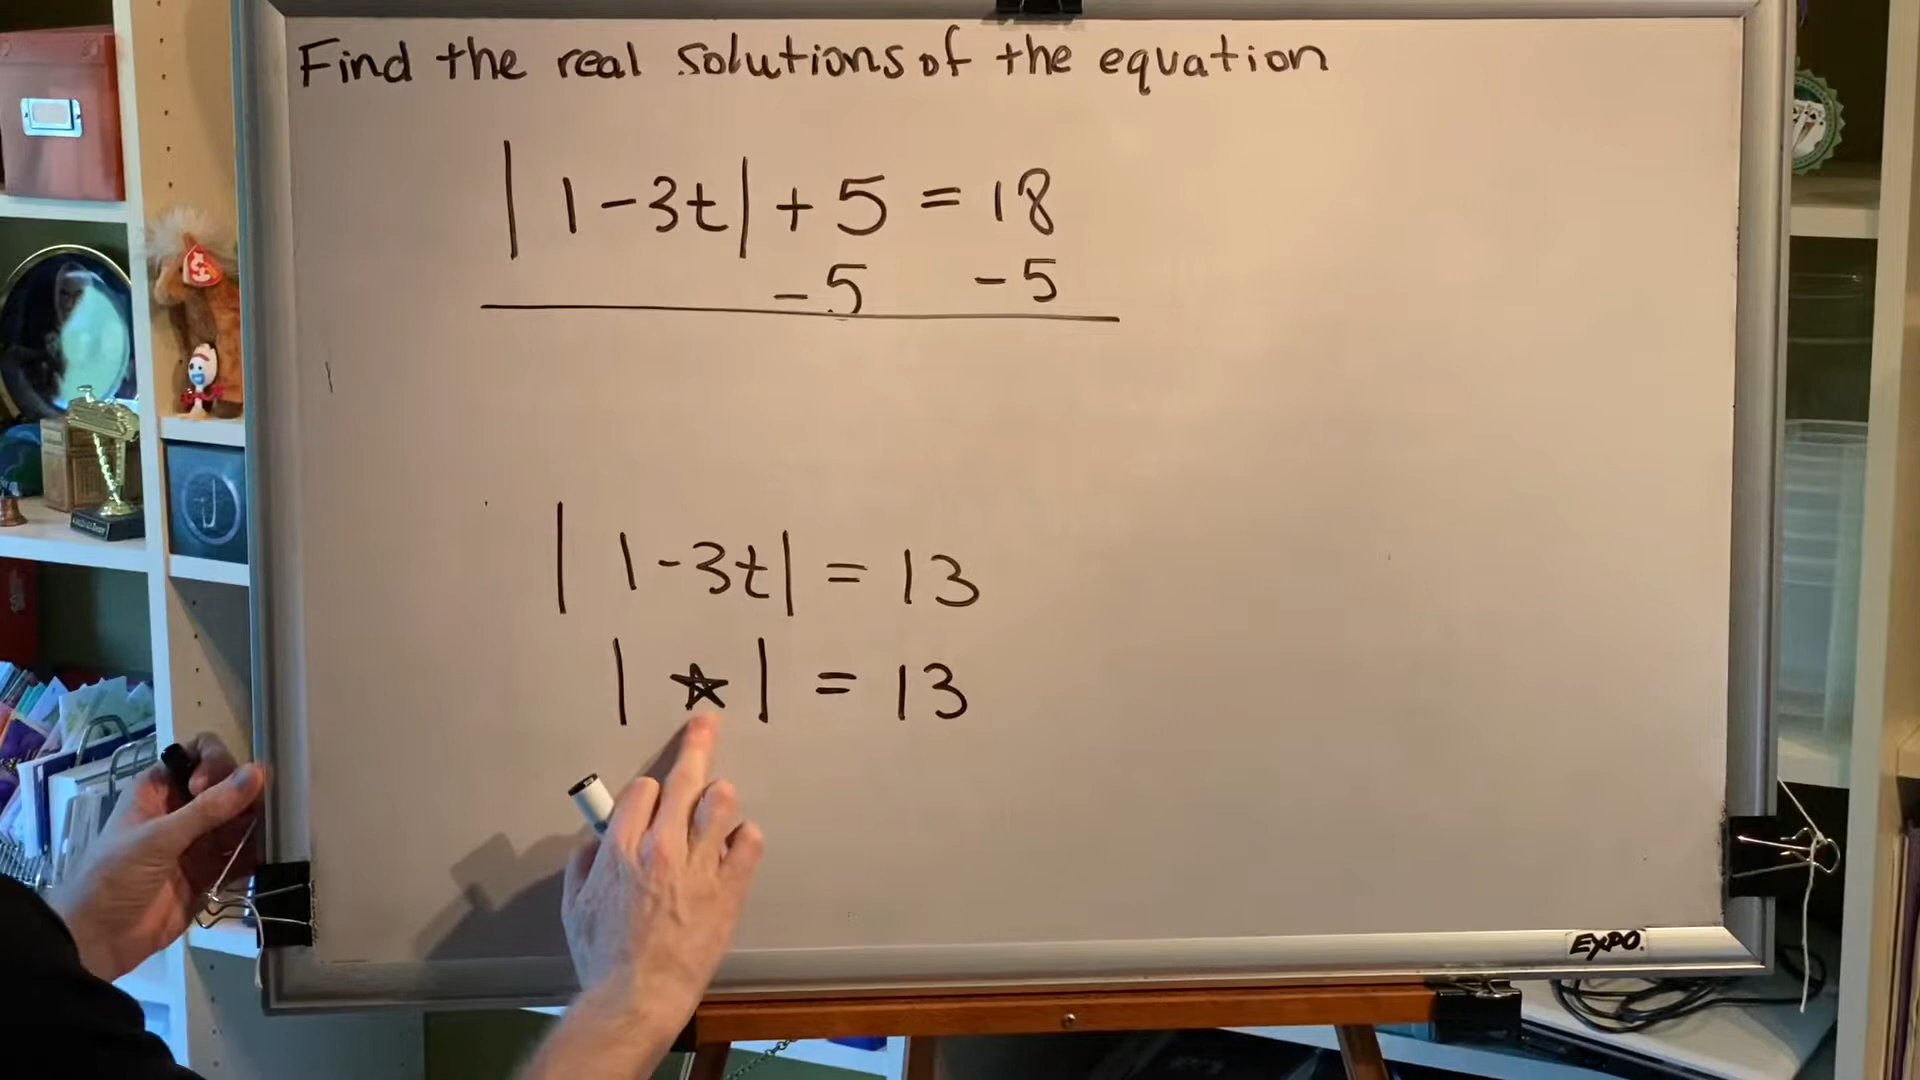 Find the real solutions of the equation
| 1-3t| + 5 = 18
-5 -5
| 1-3t| = 13
| ☆ | = 13
EXPO